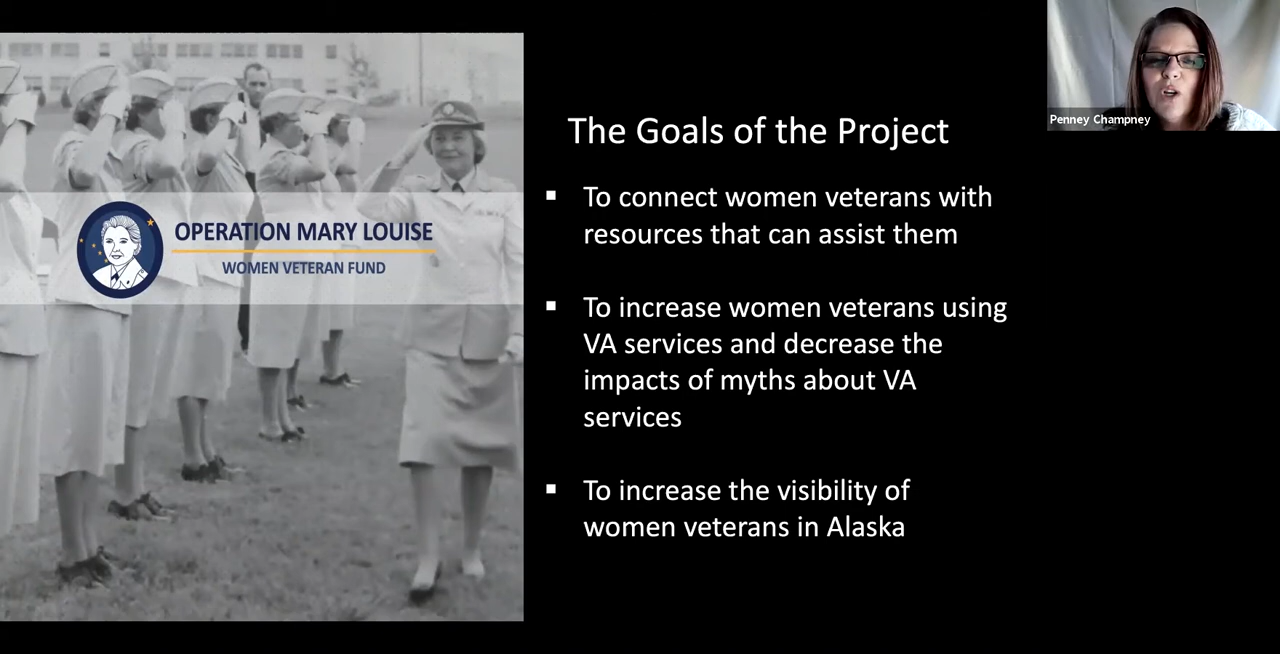 Penney Champney
The Goals of the Project
▪ To connect women veterans with
resources that can assist them
▪ To increase women veterans using
VA services and decrease the
impacts of myths about VA
services
▪ To increase the visibility of
women veterans in Alaska
OPERATION MARY LOUISE
WOMEN VETERAN FUND